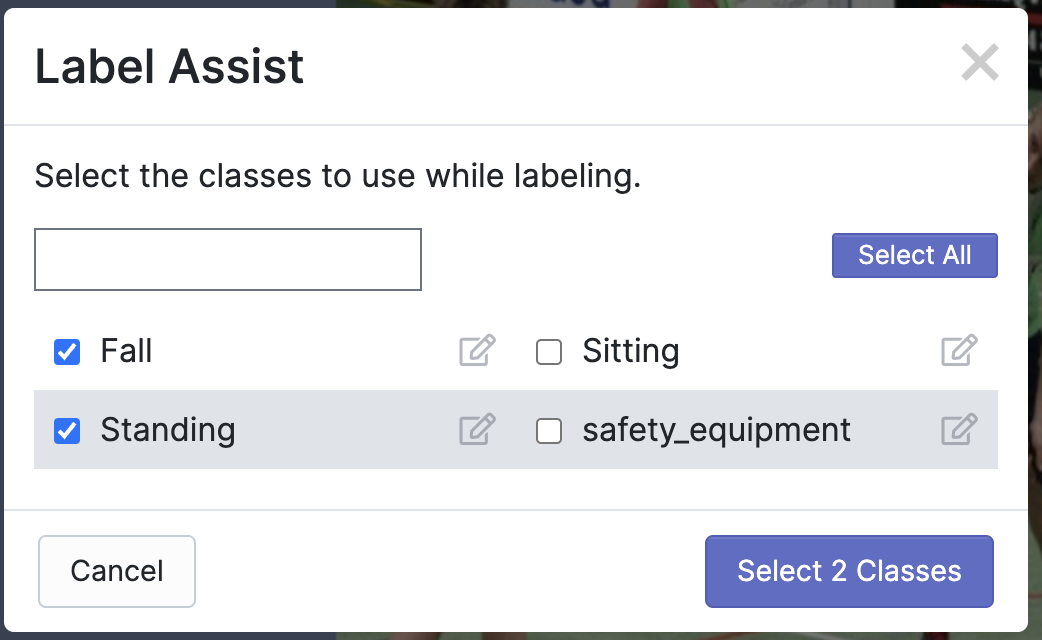 Label Assist
Select the classes to use while labeling.
Select All
Fall
Sitting
Standing
safety_equipment
Cancel
Select 2 Classes